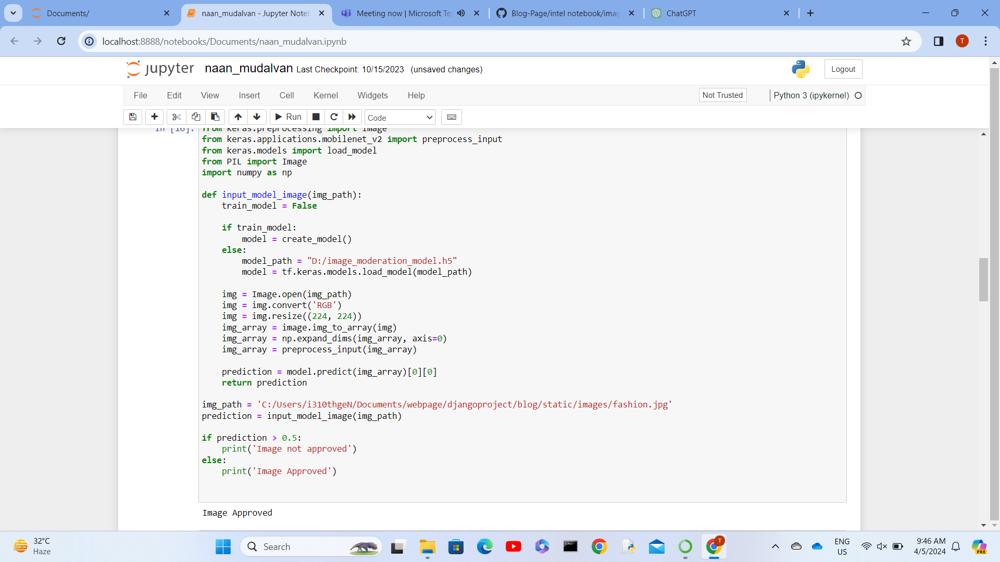 Documents/
naan_mudalvan - Jupyter Noteb
Meeting now | Microsoft Te
Blog-Page/intel notebook/imag
ChatGPT
localhost:8888/notebooks/Documents/naan_mudalvan.ipynb
T
jupyter naan_mudalvan Last Checkpoint: 10/15/2023 (unsaved changes)
Logout
File Edit View Insert Cell Kernel Widgets Help
Not Trusted
Python 3 (ipykernel)
Run
Code
In [16]: from keras.preprocessing import image
from keras.applications.mobilenet_v2 import preprocess_input
from keras.models import load_model
from PIL import Image
import numpy as np
def input_model_image(img_path):
    train_model = False
    if train_model:
        model = create_model()
    else:
        model_path = "D:/image_moderation_model.h5"
        model = tf.keras.models.load_model(model_path)
    img = Image.open(img_path)
    img = img.convert('RGB')
    img = img.resize((224, 224))
    img_array = image.img_to_array(img)
    img_array = np.expand_dims(img_array, axis=0)
    img_array = preprocess_input(img_array)
    prediction = model.predict(img_array)[0][0]
    return prediction
img_path = 'C:/Users/i310thgeN/Documents/webpage/djangoproject/blog/static/images/fashion.jpg'
prediction = input_model_image(img_path)
if prediction > 0.5:
    print('Image not approved')
else:
    print('Image Approved')
Image Approved
32°C
Haze
Search
T
ENG
US
9:46 AM
4/5/2024
PRE